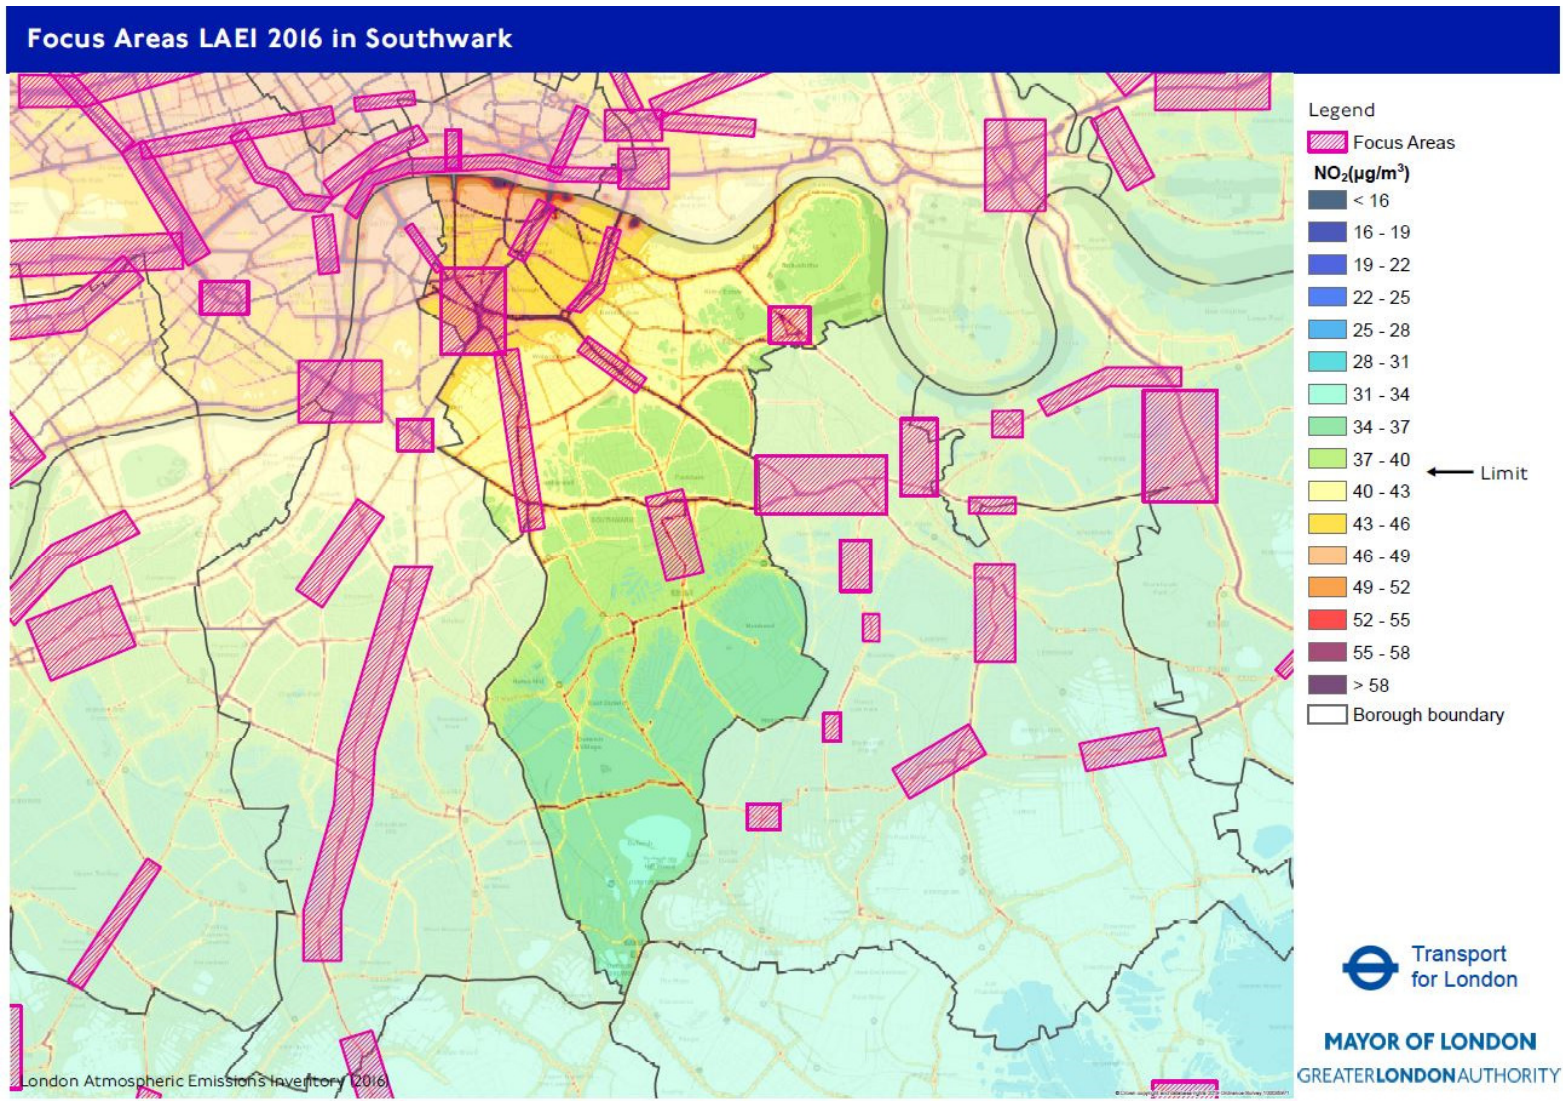 Focus Areas LAEI 2016 in Southwark
Legend
Focus Areas
NO₂(µg/m³)
< 16
16 - 19
19 - 22
22 - 25
25 - 28
28 - 31
31 - 34
34 - 37
37 - 40
Limit
40 - 43
43 - 46
46 - 49
49 - 52
52 - 55
55 - 58
> 58
Borough boundary
Transport
for London
MAYOR OF LONDON
GREATERLONDONAUTHORITY
London Atmospheric Emissions Inventory (2016)